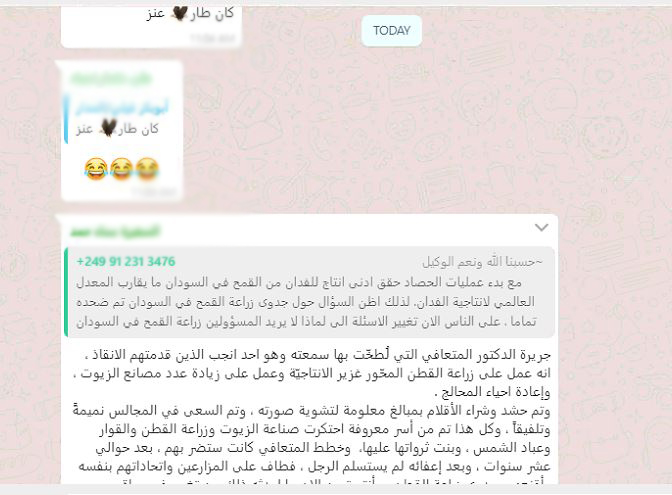 كان طار🖤 عنز
TODAY
كان طار🖤 عنز
😂😂😂
+249 91 231 3476
~حسبنا الله ونعم الوكيل
مع بدء عمليات الحصاد حقق ادنى انتاج للفدان من القمح في السودان ما يقارب المعدل
العالمي لانتاجية الفدان. لذلك اظن السؤال حول جدوى زراعة القمح في السودان تم ضحده
تماما . على الناس الان تغيير الاسئلة الى لماذا لا يريد المسؤولين زراعة القمح في السودان
جريرة الدكتور المتعافي التي لُطخّت بها سمعته وهو احد انجب الذين قدمتهم الانقاذ ،
انه عمل على زراعة القطن المحّور غزير الانتاجيّة وعمل على زيادة عدد مصانع الزيوت ،
وإعادة احياء المحالج .
وتم حشد وشراء الأقلام بمبالغ معلومة لتشوية صورته ، وتم السعى في المجالس نميمةً
وتلفيقاً ، وكل هذا تم من أسر معروفة احتكرت صناعة الزيوت وزراعة القطن والفوار
وعباد الشمس ، وبنت ثرواتها عليها، وخطط المتعافي كانت ستضر بهم ، بعد حوالي
عشر سنوات ، وبعد إعفائه لم يستسلم الرجل ، فطاف على المزارعين واتحاداتهم بنفسه